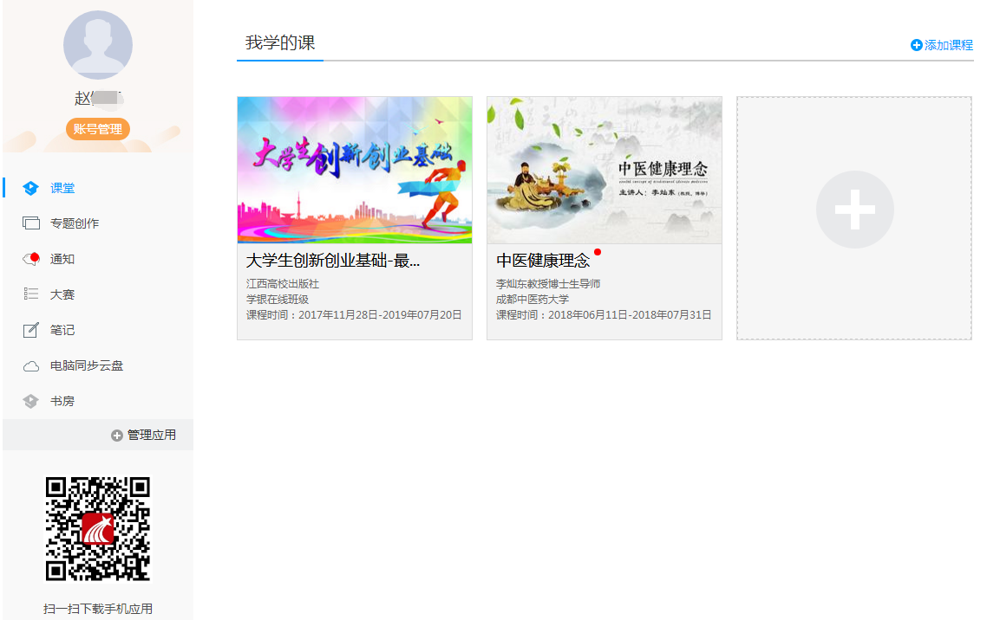 赵
账号管理
课堂
专题创作
通知
大赛
笔记
电脑同步云盘
书房
管理应用
扫一扫下载手机应用
我学的课
添加课程
大学生创新创业基础
大学生创新创业基础-最...
江西高校出版社
学银在线班级
课程时间：2017年11月28日-2019年07月20日
中医健康理念
主讲人：李灿东（教授、博导）
中医健康理念
李灿东教授博士生导师
成都中医药大学
课程时间：2018年06月11日-2018年07月31日